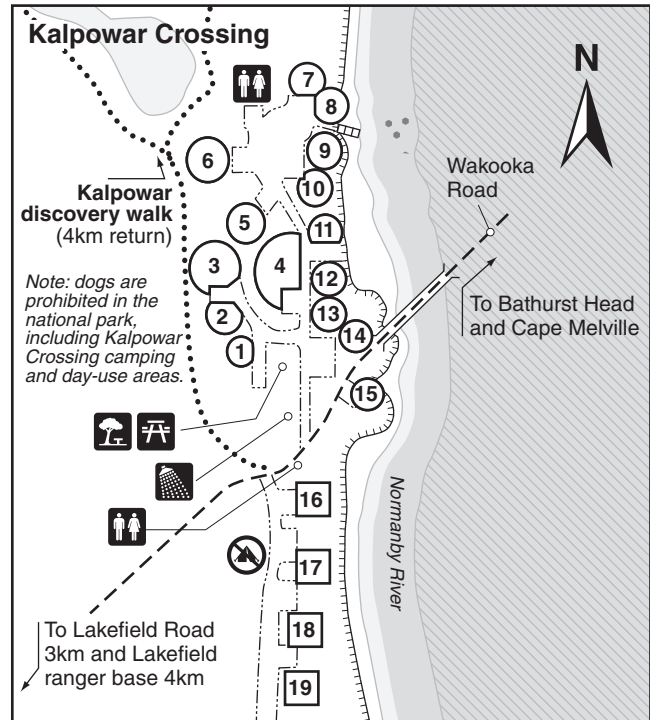 Kalpowar Crossing
N
7
8
9
6
10
Wakooka
Road
Kalpowar
discovery walk
(4km return)
5
11
3
4
12
Note: dogs are
prohibited in the
national park,
including Kalpowar
Crossing camping
and day-use areas.
2
13
14
To Bathurst Head
and Cape Melville
1
15
16
Normanby River
17
18
To Lakefield Road
3km and Lakefield
ranger base 4km
19